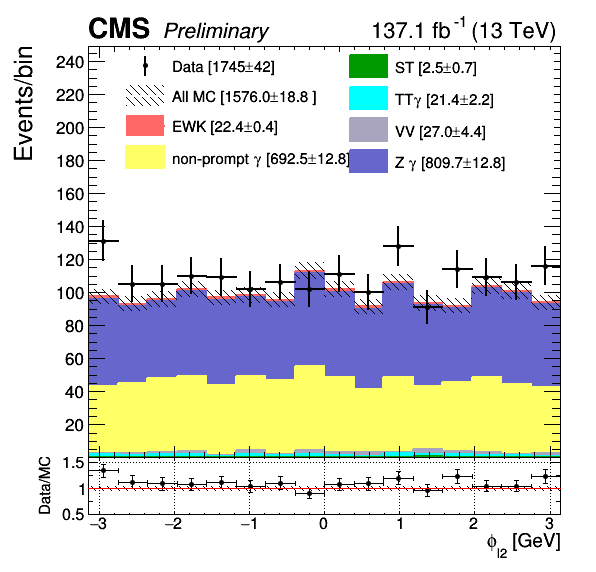 CMS Preliminary 137.1 fb⁻¹ (13 TeV)
Events/bin
240
220
200
180
160
140
120
100
80
60
40
20
Data [1745±42]
All MC [1576.0±18.8 ]
EWK [22.4±0.4]
non-prompt γ [692.5±12.8]
ST [2.5±0.7]
TTγ [21.4±2.2]
VV [27.0±4.4]
Z γ [809.7±12.8]
Data/MC
1.5
1
0.5
−3 −2 −1 0 1 2 3
ϕl2 [GeV]